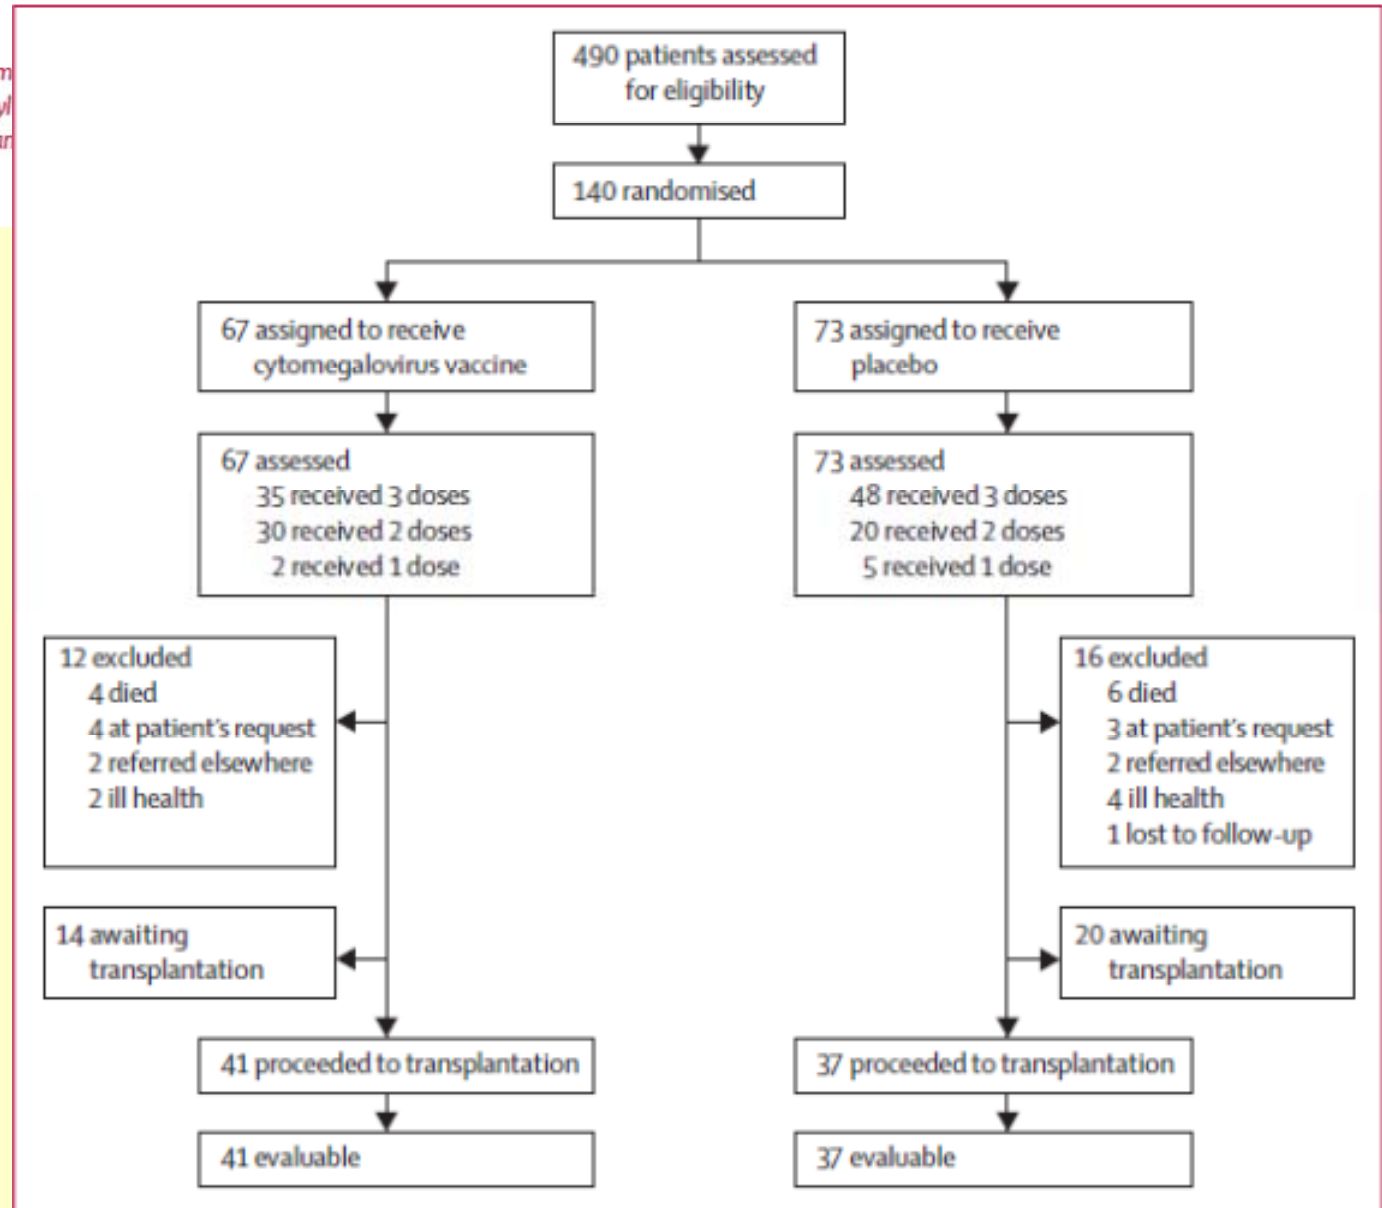 490 patients assessed
for eligibility
140 randomised
67 assigned to receive
cytomegalovirus vaccine
73 assigned to receive
placebo
67 assessed
35 received 3 doses
30 received 2 doses
2 received 1 dose
73 assessed
48 received 3 doses
20 received 2 doses
5 received 1 dose
12 excluded
4 died
4 at patient's request
2 referred elsewhere
2 ill health
16 excluded
6 died
3 at patient's request
2 referred elsewhere
4 ill health
1 lost to follow-up
14 awaiting
transplantation
20 awaiting
transplantation
41 proceeded to transplantation
37 proceeded to transplantation
41 evaluable
37 evaluable